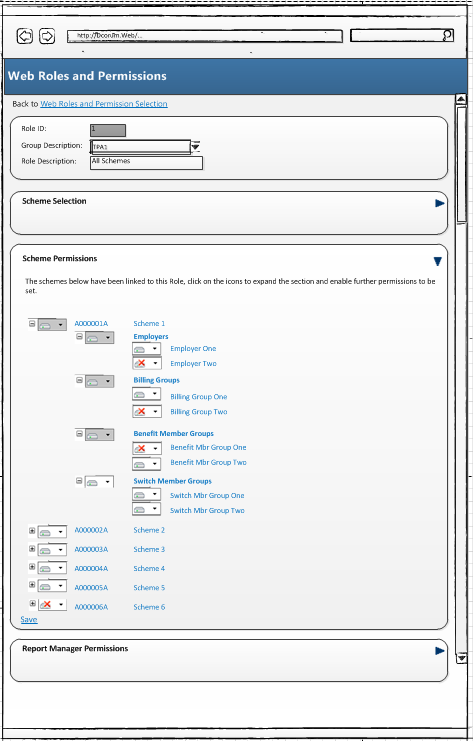 http://Dcon.Im.Web/...
Web Roles and Permissions
Back to Web Roles and Permission Selection
Role ID: 1
Group Description: TPA1
Role Description: All Schemes
Scheme Selection
Scheme Permissions
The schemes below have been linked to this Role, click on the icons to expand the section and enable further permissions to be
set.
A000001A Scheme 1
Employers
Employer One
Employer Two
Billing Groups
Billing Group One
Billing Group Two
Benefit Member Groups
Benefit Mbr Group One
Benefit Mbr Group Two
Switch Member Groups
Switch Mbr Group One
Switch Mbr Group Two
A000002A Scheme 2
A000003A Scheme 3
A000004A Scheme 4
A000005A Scheme 5
A000006A Scheme 6
Save
Report Manager Permissions